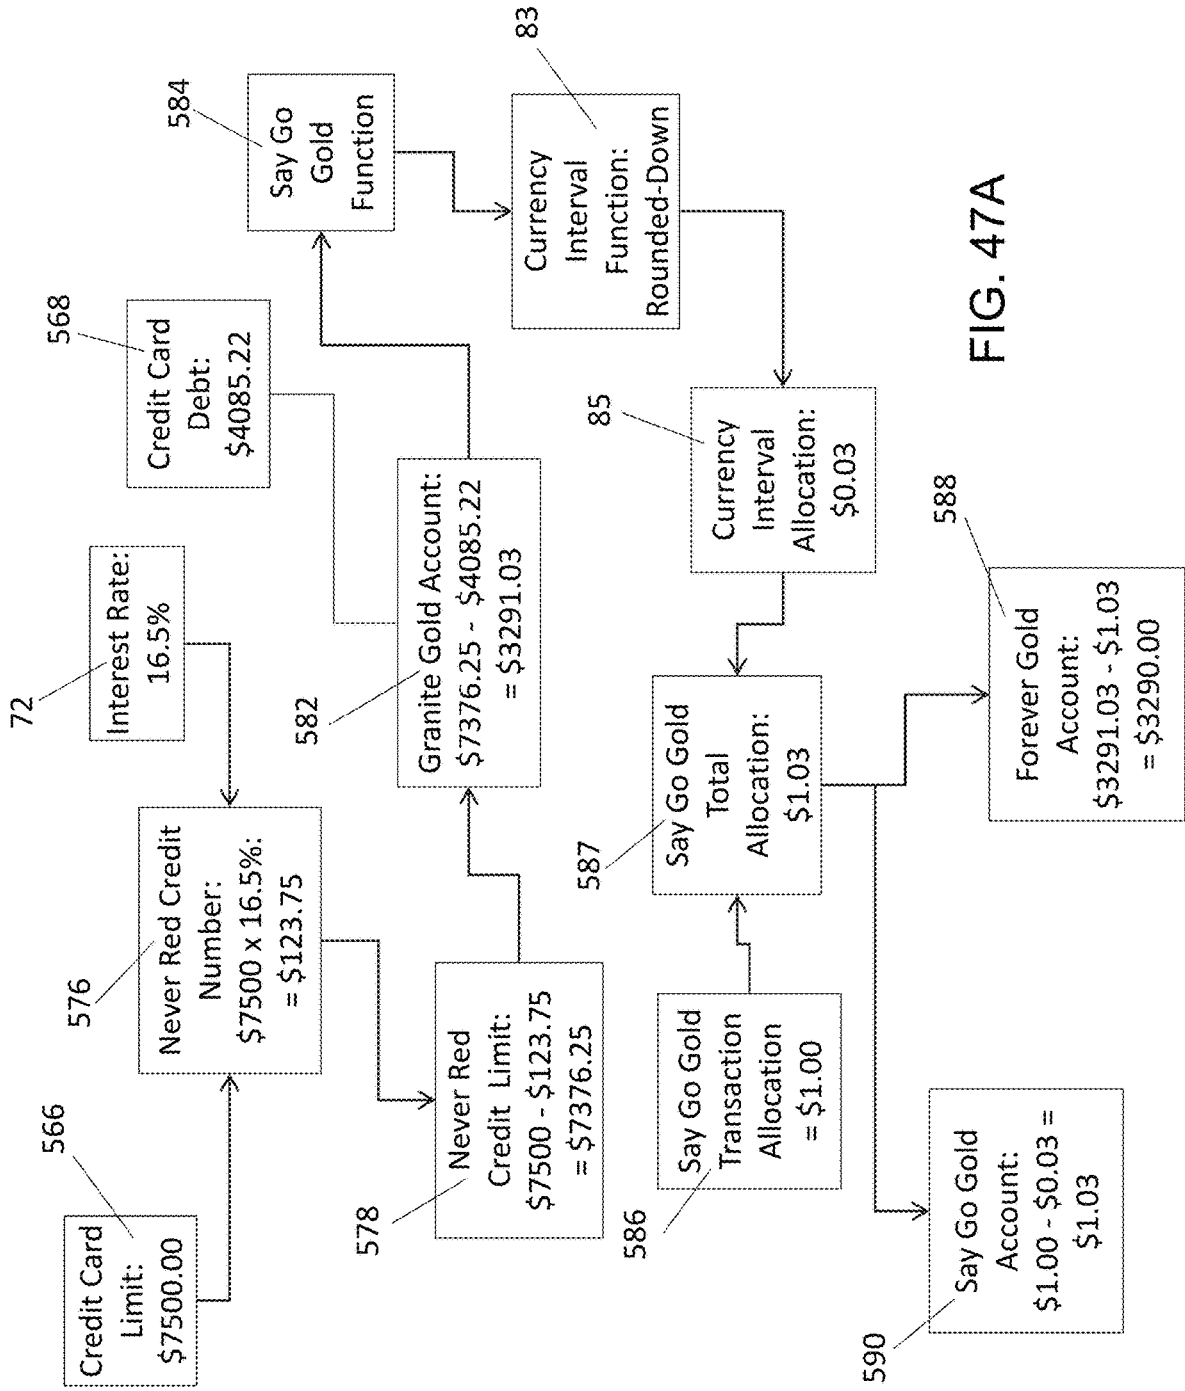 566
Credit Card
Limit:
$7500.00
72
Interest Rate:
16.5%
576
Never Red Credit
Number:
$7500 x 16.5%:
= $123.75
568
Credit Card
Debt:
$4085.22
584
Say Go
Gold
Function
578
Never Red
Credit Limit:
$7500 - $123.75
= $7376.25
582
Granite Gold Account:
$7376.25 - $4085.22
= $3291.03
83
Currency
Interval
Function:
Rounded-Down
586
Say Go Gold
Transaction
Allocation
= $1.00
587
Say Go Gold
Total
Allocation:
$1.03
85
Currency
Interval
Allocation:
$0.03
590
Say Go Gold
Account:
$1.00 - $0.03 =
$1.03
588
Forever Gold
Account:
$3291.03 - $1.03
= $3290.00
FIG. 47A